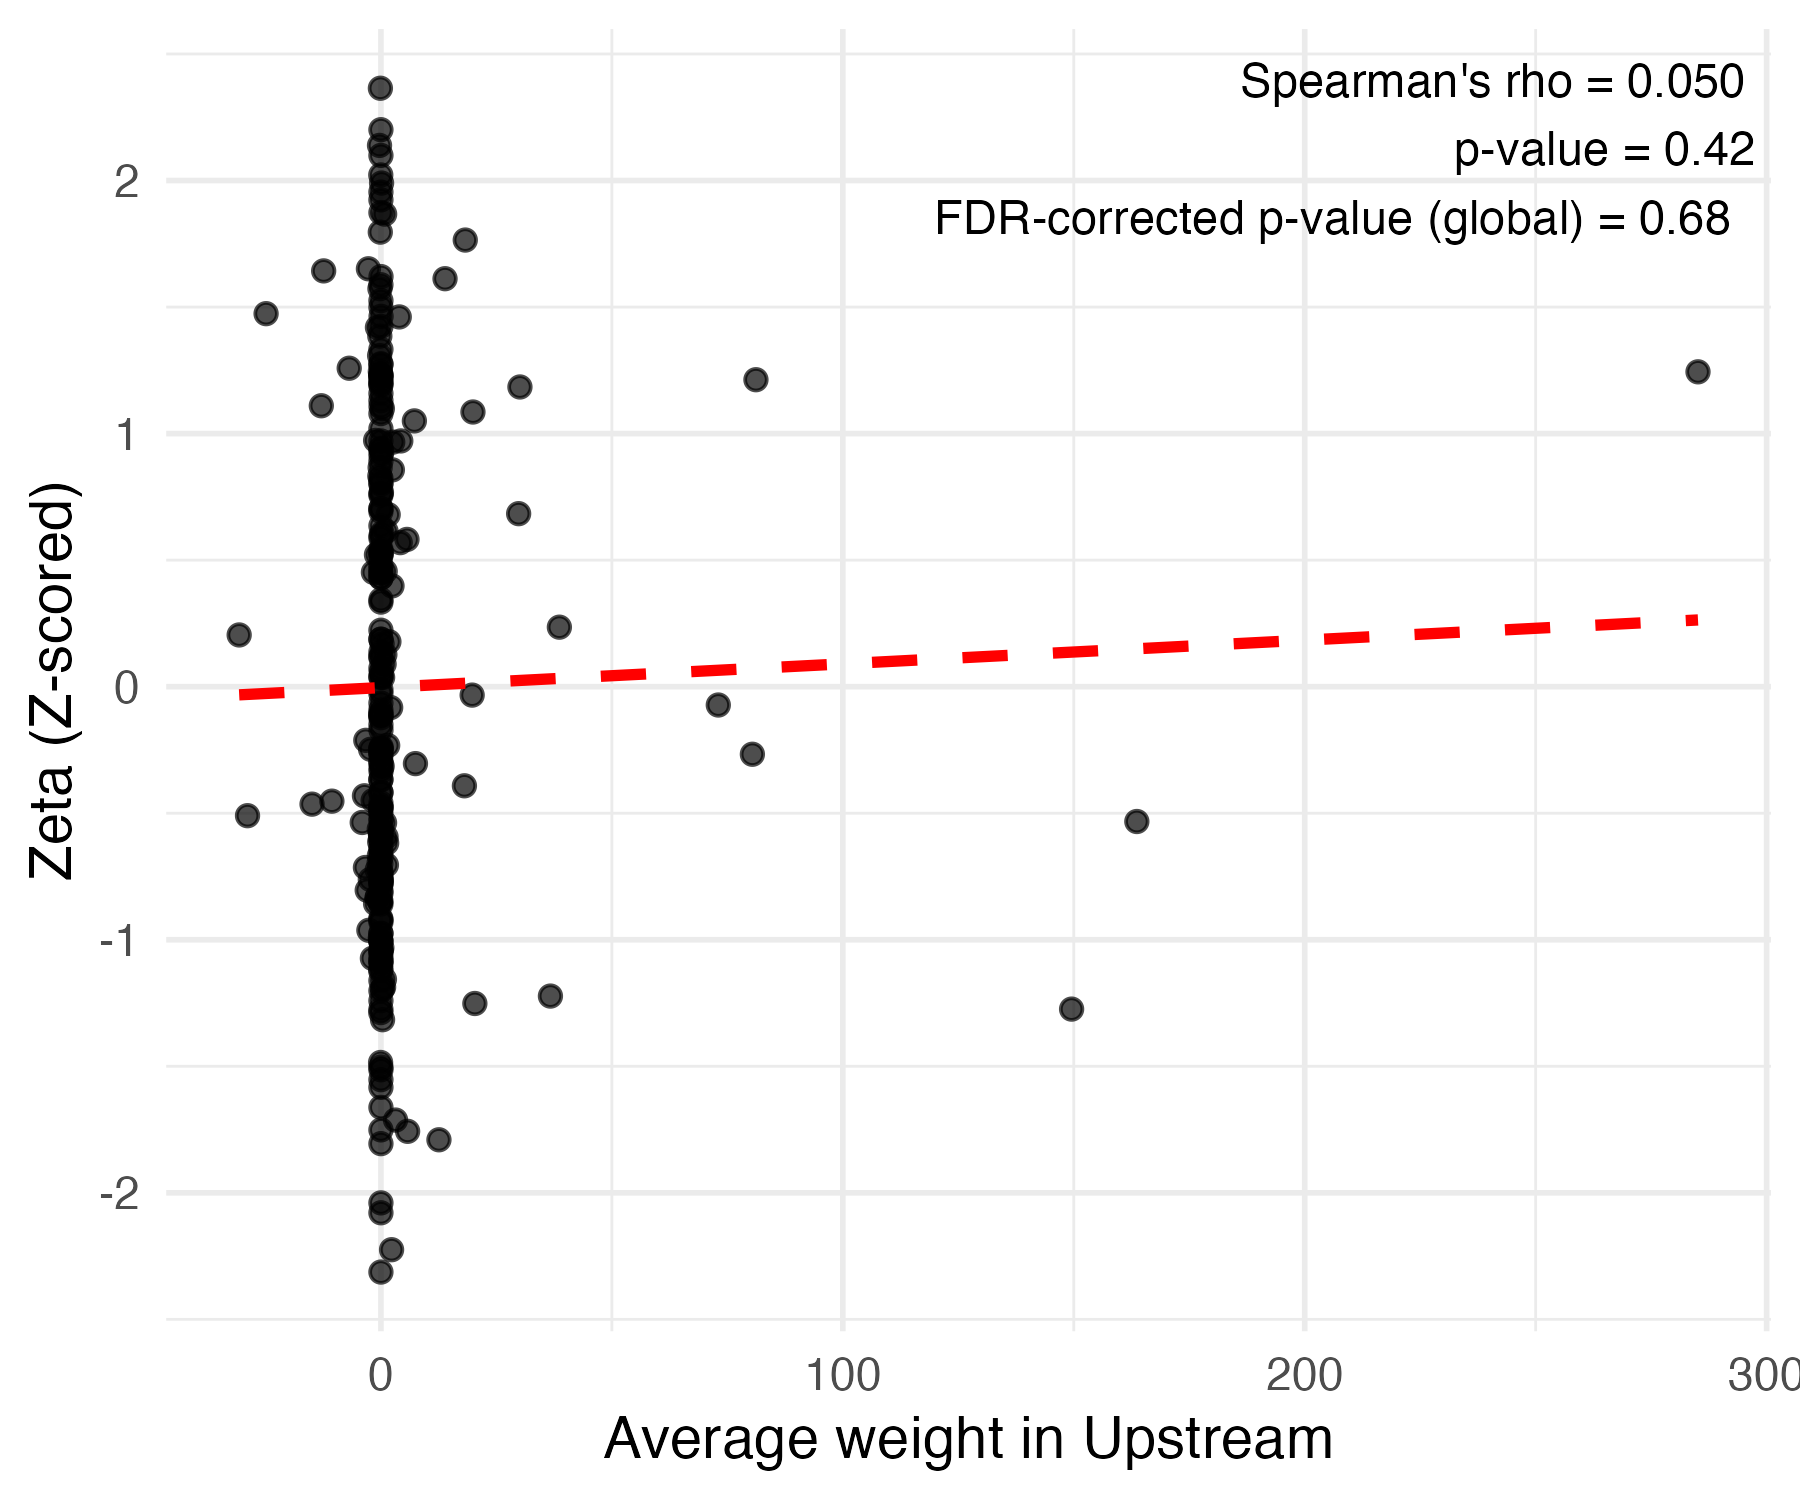 Spearman's rho = 0.050
p-value = 0.42
FDR-corrected p-value (global) = 0.68
Zeta (Z-scored)
2
1
0
-1
-2
0 100 200 300
Average weight in Upstream